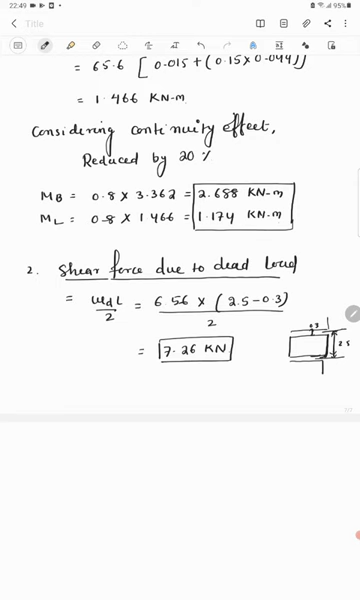 22:49
95%
Title
= 65.6 [ 0.015 + (0.15 x 0.044)]
= 1.466 KN-m
Considering continuity effect,
Reduced by 20 %
MB = 0.8 x 3.362 = 2.688 KN-m
ML = 0.8 x 1.466 = 1.174 KN-m
2. Shear force due to dead load
= wdL/2 = 6.56 x (2.5-0.3)/2
0.3
2.5
= 7.26 KN
1/1